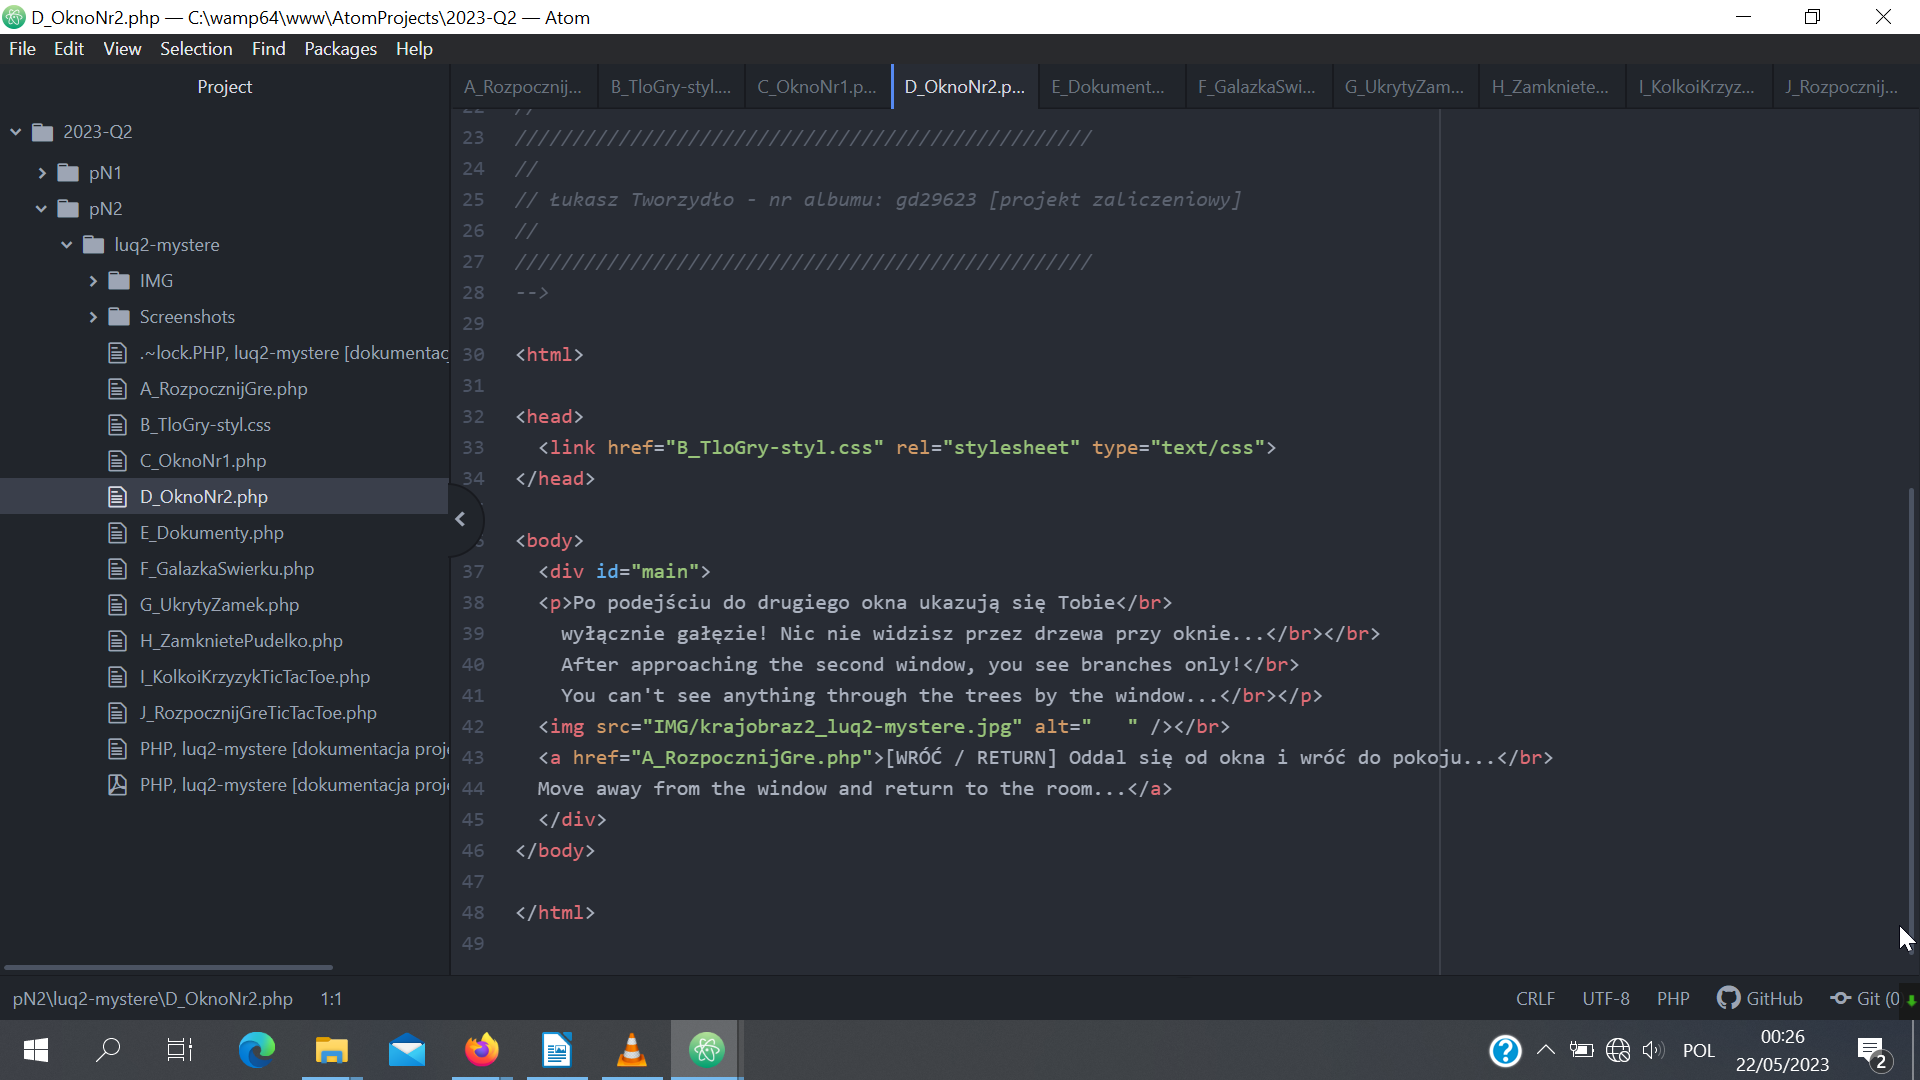 D_OknoNr2.php — C:\wamp64\www\AtomProjects\2023-Q2 — Atom
File Edit View Selection Find Packages Help
Project
A_Rozpocznij... B_TloGry-styl.... C_OknoNr1.p... D_OknoNr2.p... E_Dokument... F_GalazkaSwi... G_UkrytyZam... H_Zamkniete... I_KolkoiKrzyz... J_Rozpocznij...
2023-Q2
pN1
pN2
luq2-mystere
IMG
Screenshots
.~lock.PHP, luq2-mystere [dokumentac
A_RozpocznijGre.php
B_TloGry-styl.css
C_OknoNr1.php
D_OknoNr2.php
E_Dokumenty.php
F_GalazkaSwierku.php
G_UkrytyZamek.php
H_ZamknietePudelko.php
I_KolkoiKrzyzykTicTacToe.php
J_RozpocznijGreTicTacToe.php
PHP, luq2-mystere [dokumentacja proje
PHP, luq2-mystere [dokumentacja proje
22 //
23 //////////////////////////////////////////////////
24 //
25 // Łukasz Tworzydło - nr albumu: gd29623 [projekt zaliczeniowy]
26 //
27 //////////////////////////////////////////////////
28 -->
29
30 <html>
31
32 <head>
33 <link href="B_TloGry-styl.css" rel="stylesheet" type="text/css">
34 </head>
<body>
37 <div id="main">
38 <p>Po podejściu do drugiego okna ukazują się Tobie</br>
39 wyłącznie gałęzie! Nic nie widzisz przez drzewa przy oknie...</br></br>
40 After approaching the second window, you see branches only!</br>
41 You can't see anything through the trees by the window...</br></p>
42 <img src="IMG/krajobraz2_luq2-mystere.jpg" alt="   " /></br>
43 <a href="A_RozpocznijGre.php">[WRÓĆ / RETURN] Oddal się od okna i wróć do pokoju...</br>
44 Move away from the window and return to the room...</a>
45 </div>
46 </body>
47
48 </html>
49
pN2\luq2-mystere\D_OknoNr2.php 1:1 CRLF UTF-8 PHP GitHub Git (0
POL
00:26
22/05/2023
2